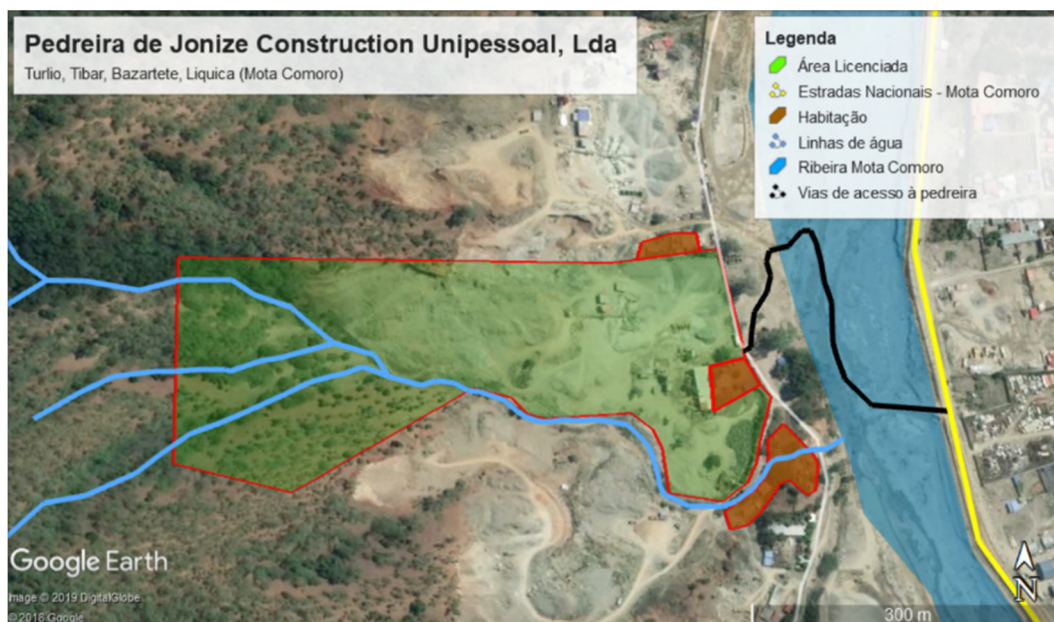 Pedreira de Jonize Construction Unipessoal, Lda
Turlio, Tibar, Bazartete, Liquica (Mota Comoro)
Legenda
Área Licenciada
Estradas Nacionais - Mota Comoro
Habitação
Linhas de água
Ribeira Mota Comoro
Vias de acesso à pedreira
Google Earth
Image © 2019 DigitalGlobe
© 2018 Google
300 m
N